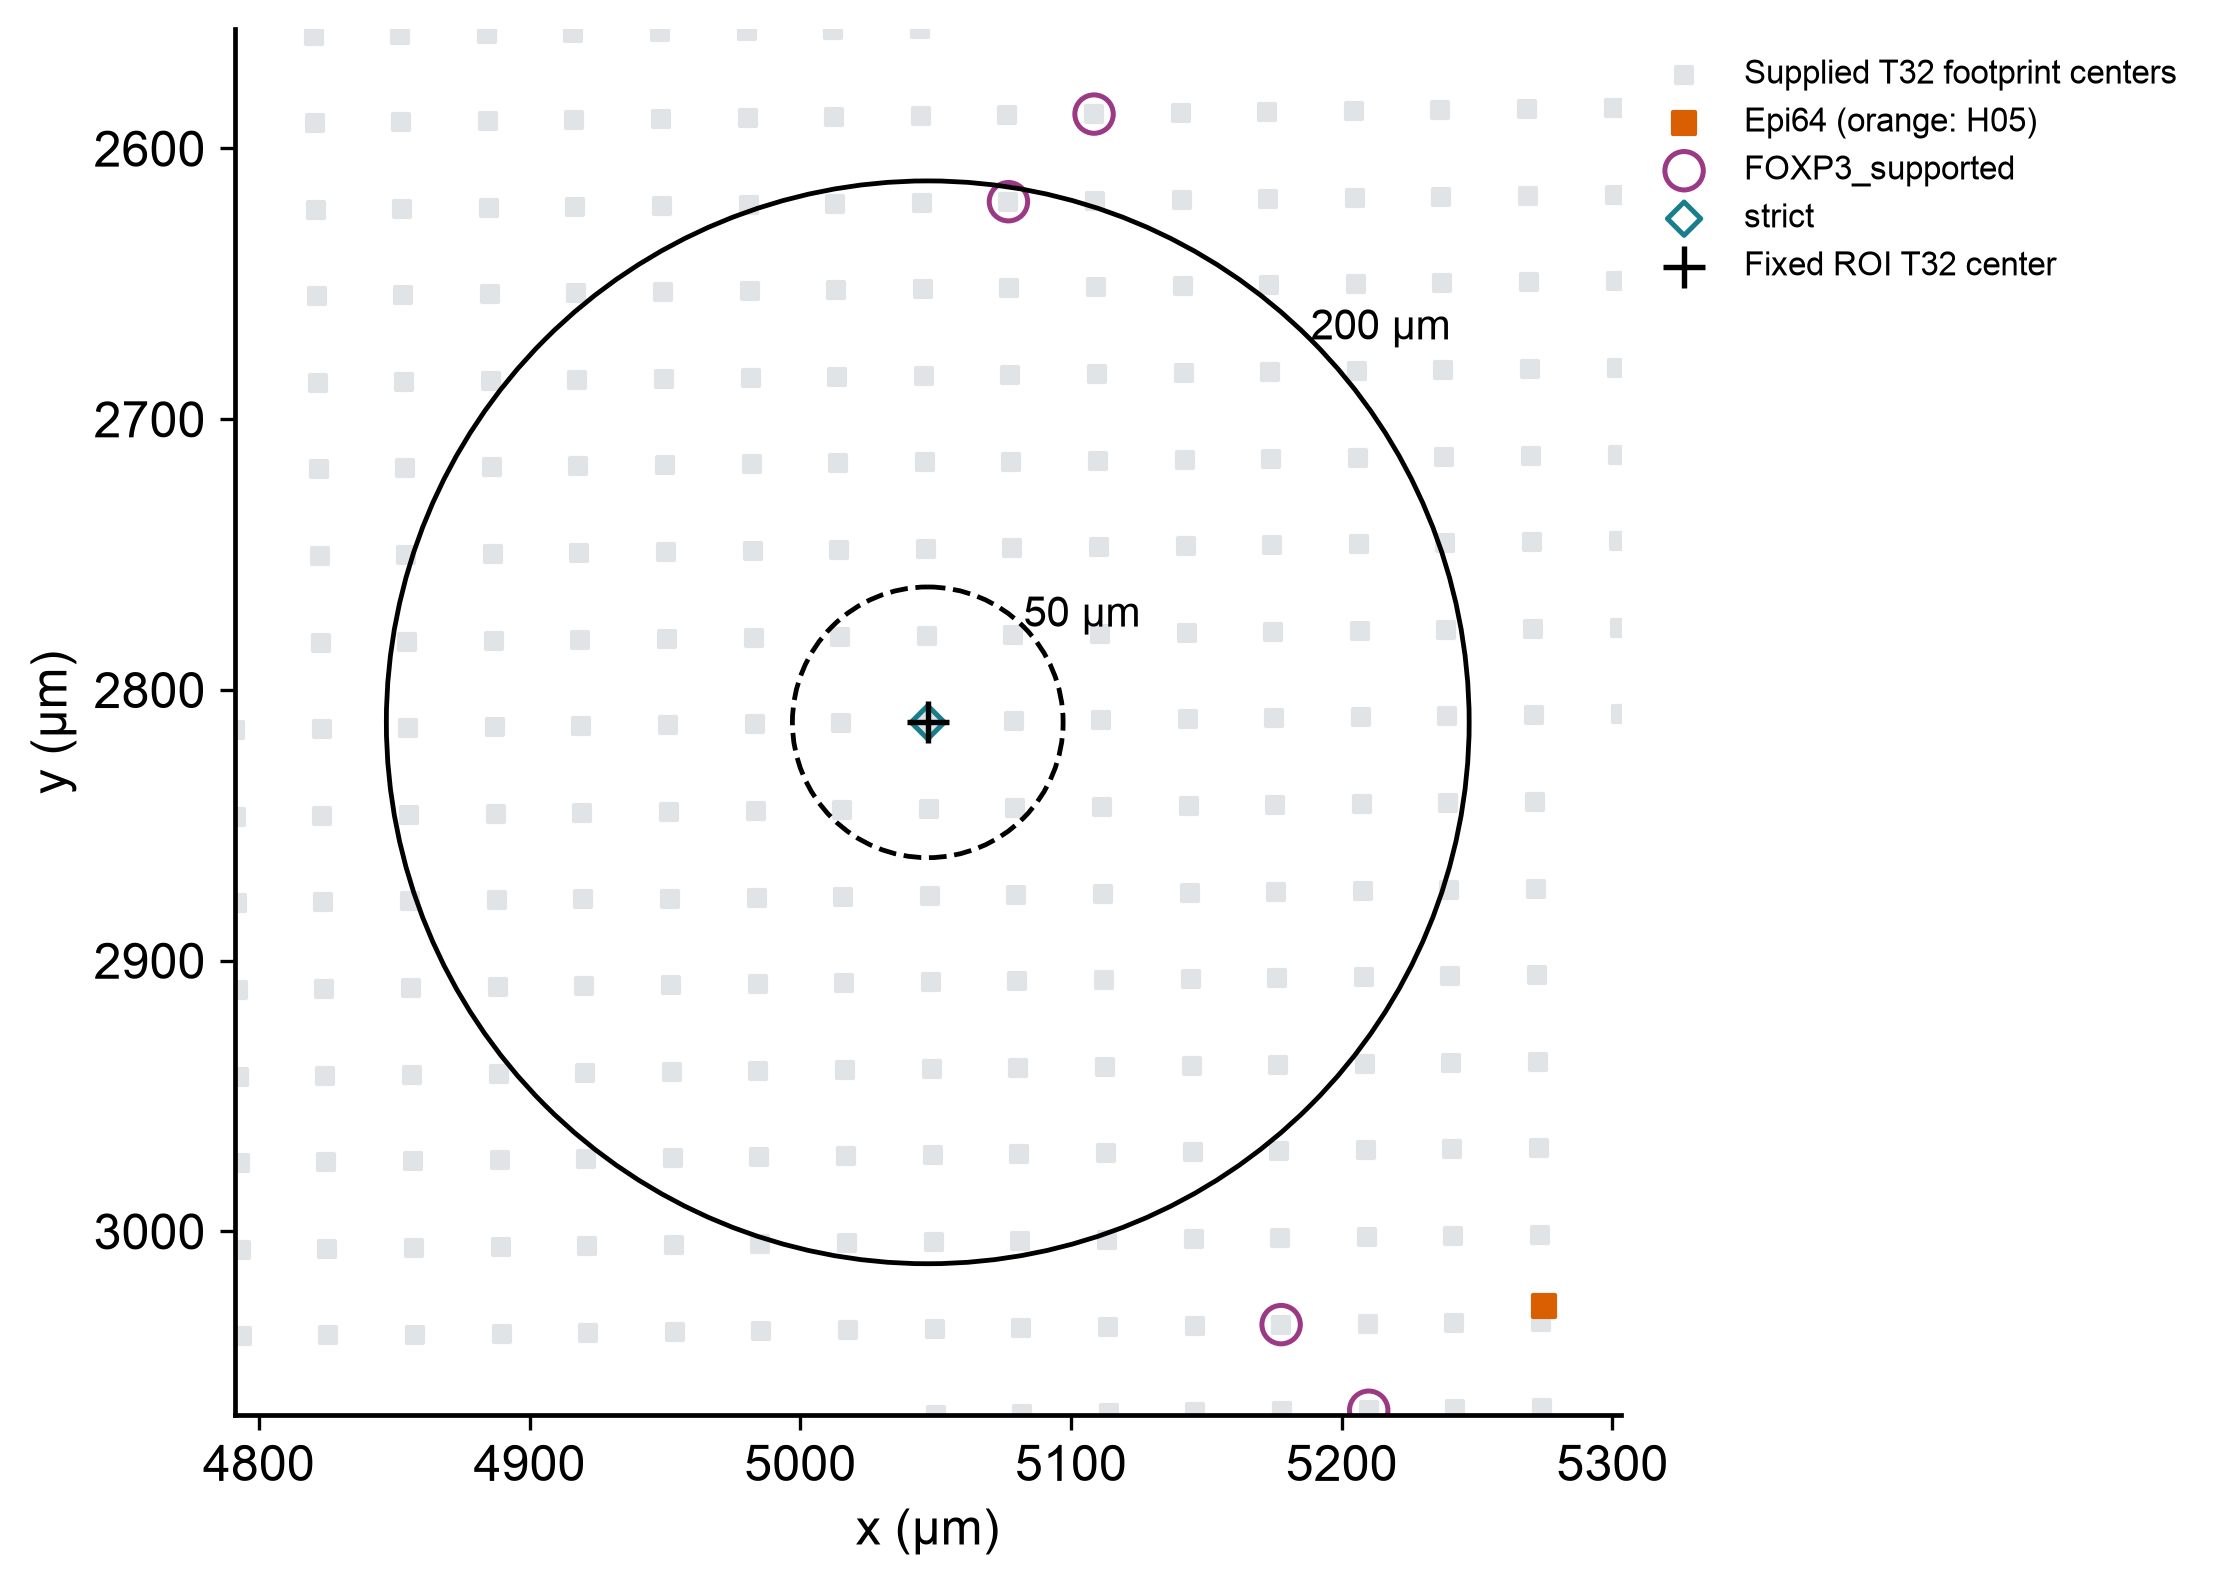 Supplied T32 footprint centers
Epi64 (orange: H05)
FOXP3_supported
strict
Fixed ROI T32 center
200 µm
50 µm
y (µm)
2600
2700
2800
2900
3000
4800 4900 5000 5100 5200 5300
x (µm)